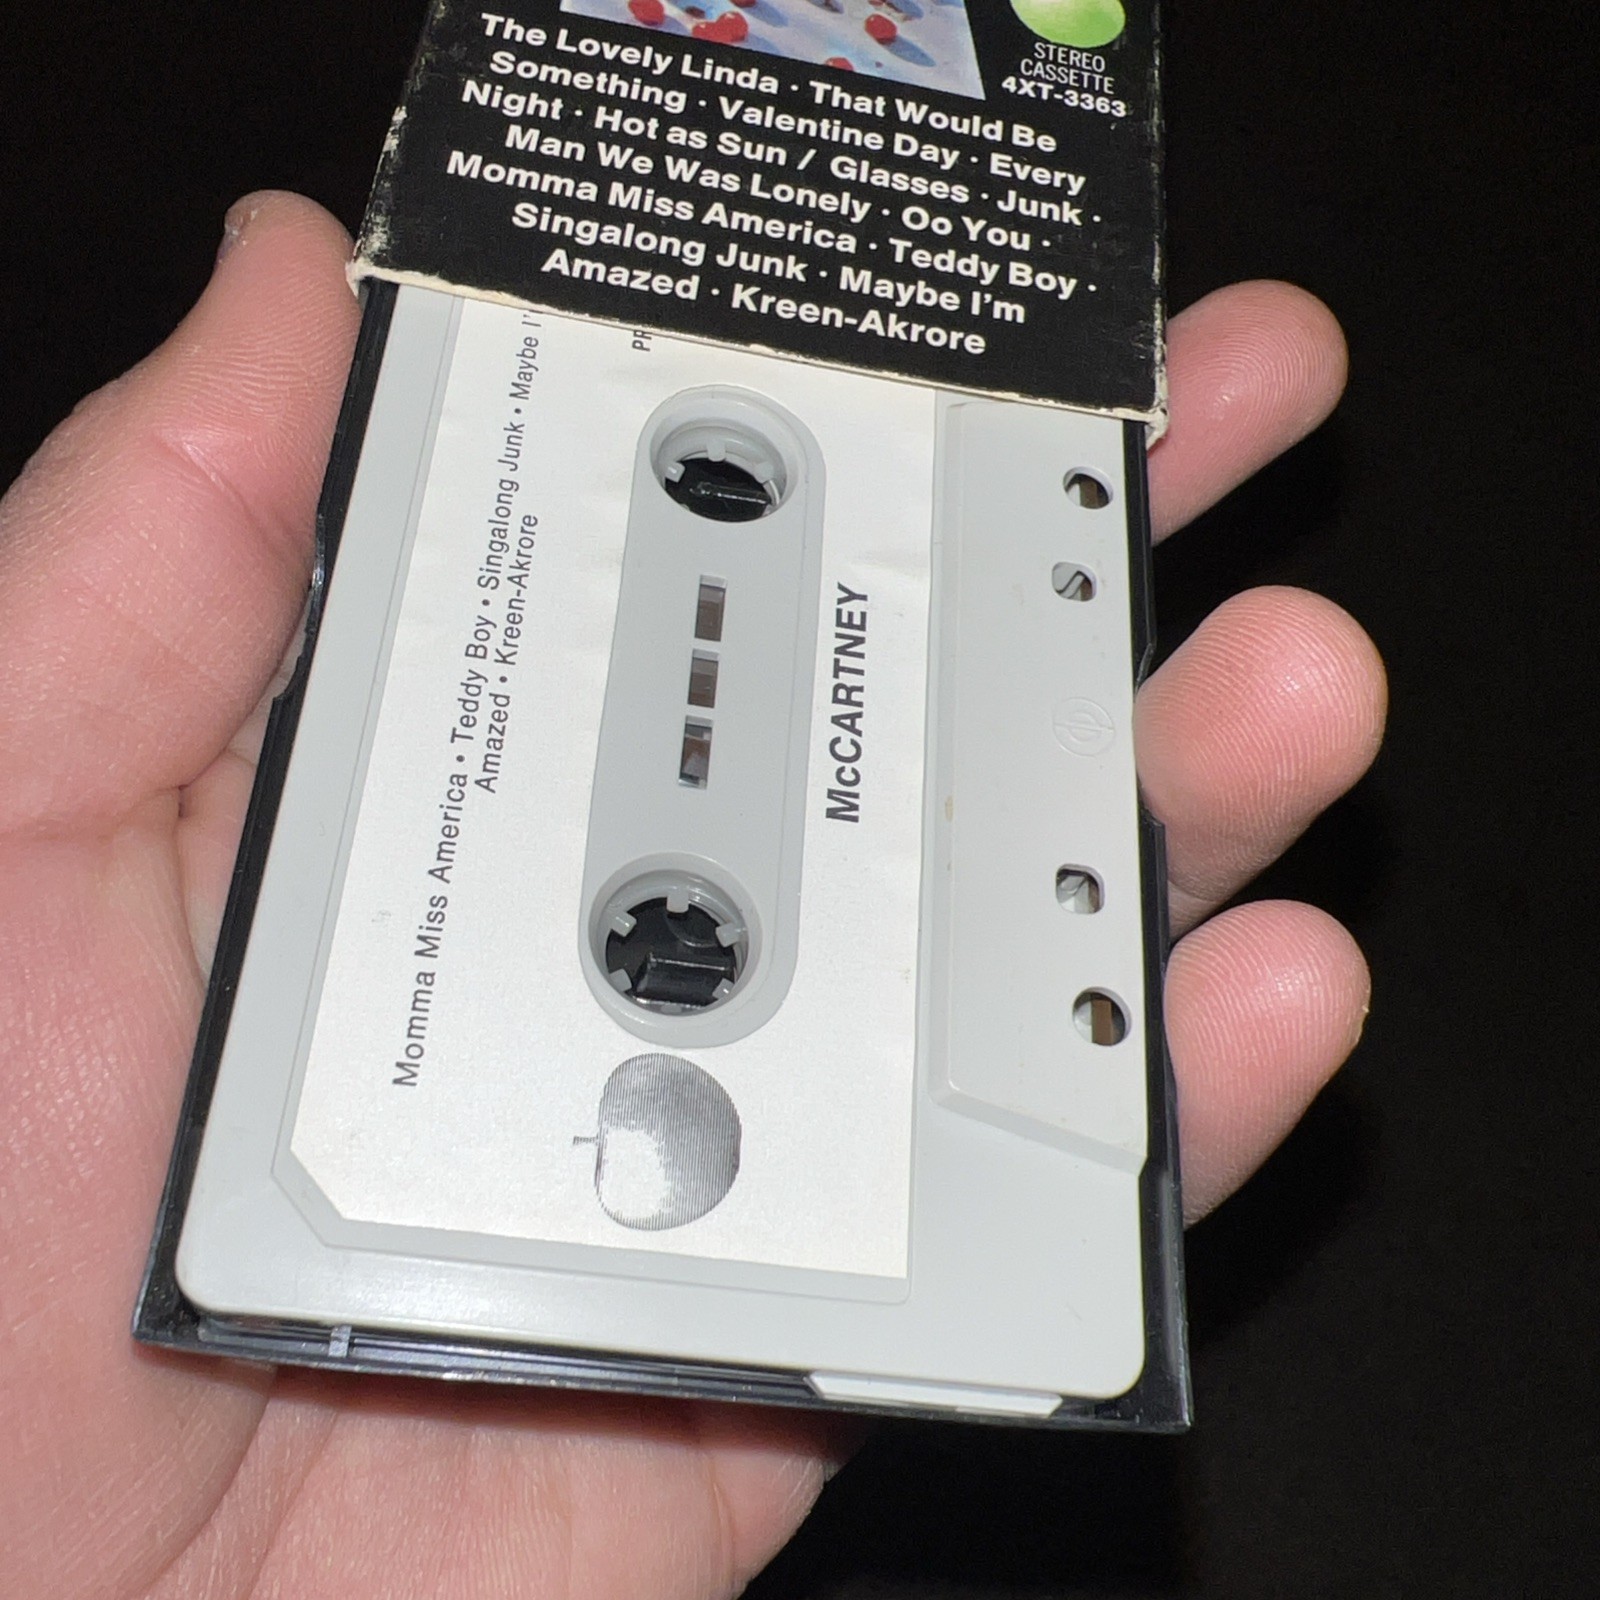 STEREO
CASSETTE
4XT-3363
The Lovely Linda · That Would Be
Something · Valentine Day · Every
Night · Hot as Sun / Glasses · Junk ·
Man We Was Lonely · Oo You ·
Momma Miss America · Teddy Boy ·
Singalong Junk · Maybe I'm
Amazed · Kreen-Akrore
Momma Miss America • Teddy Boy • Singalong Junk • Maybe I'
Amazed • Kreen-Akrore
McCARTNEY